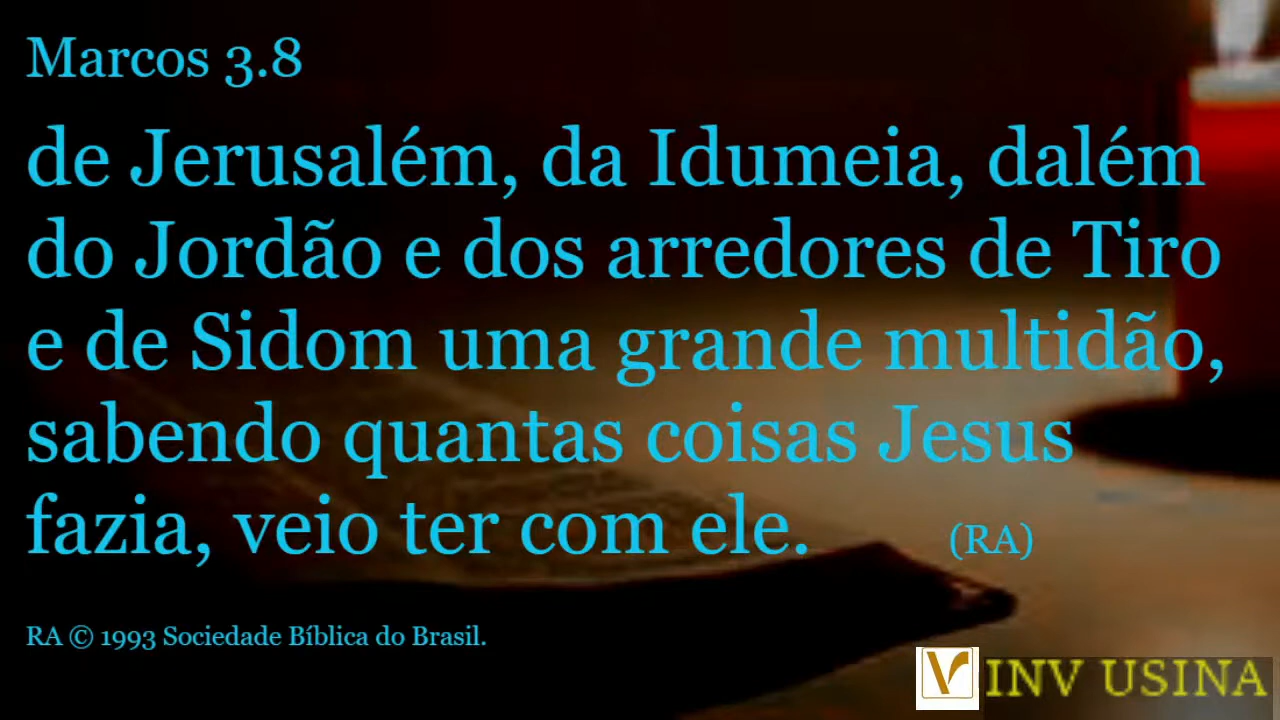 Marcos 3.8
de Jerusalém, da Idumeia, dalém
do Jordão e dos arredores de Tiro
e de Sidom uma grande multidão,
sabendo quantas coisas Jesus
fazia, veio ter com ele. (RA)
RA © 1993 Sociedade Bíblica do Brasil.
INV USINA